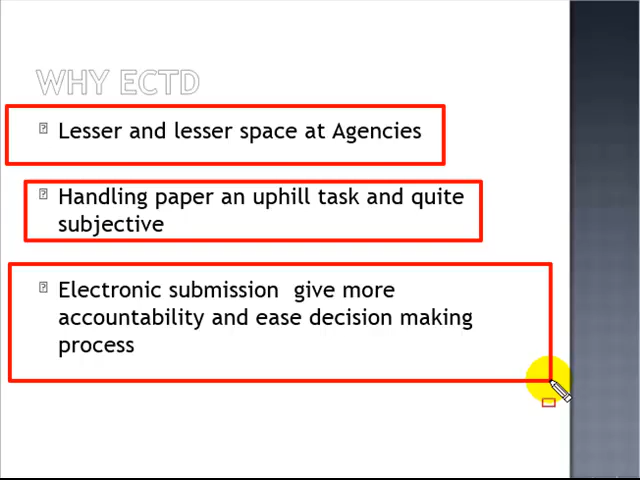 WHY ECTD
Lesser and lesser space at Agencies
Handling paper an uphill task and quite
subjective
Electronic submission  give more
accountability and ease decision making
process